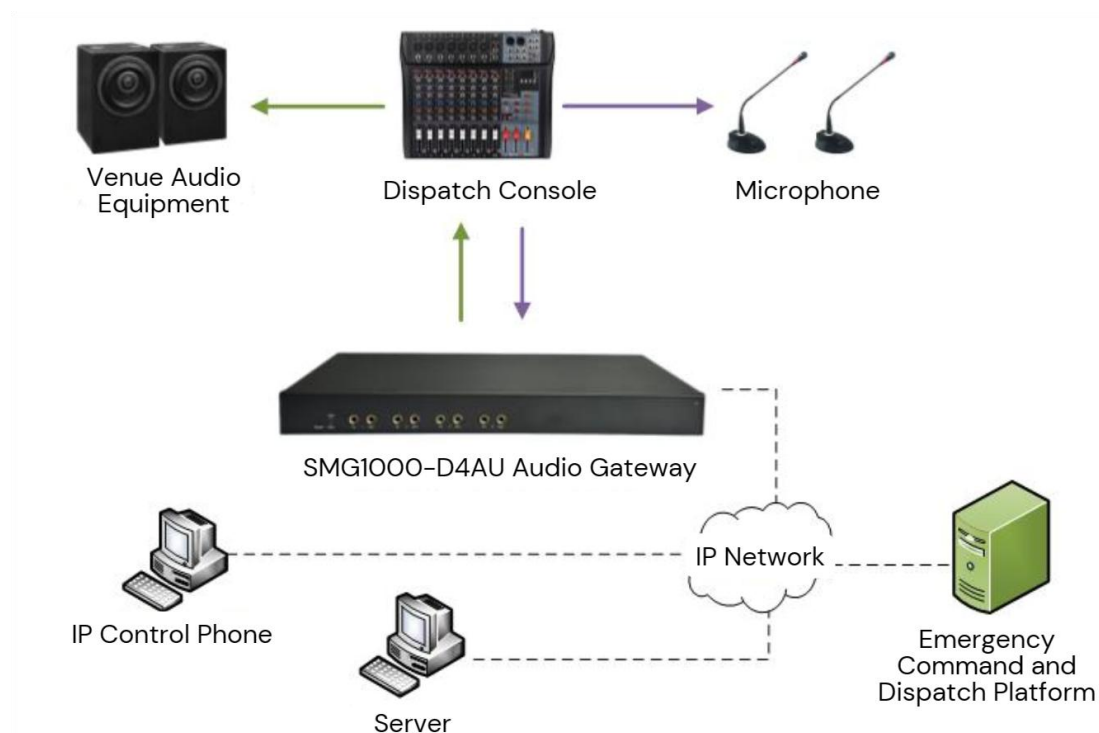 Venue Audio
Equipment
Dispatch Console
Microphone
SMG1000-D4AU Audio Gateway
IP Network
IP Control Phone
Server
Emergency
Command and
Dispatch Platform